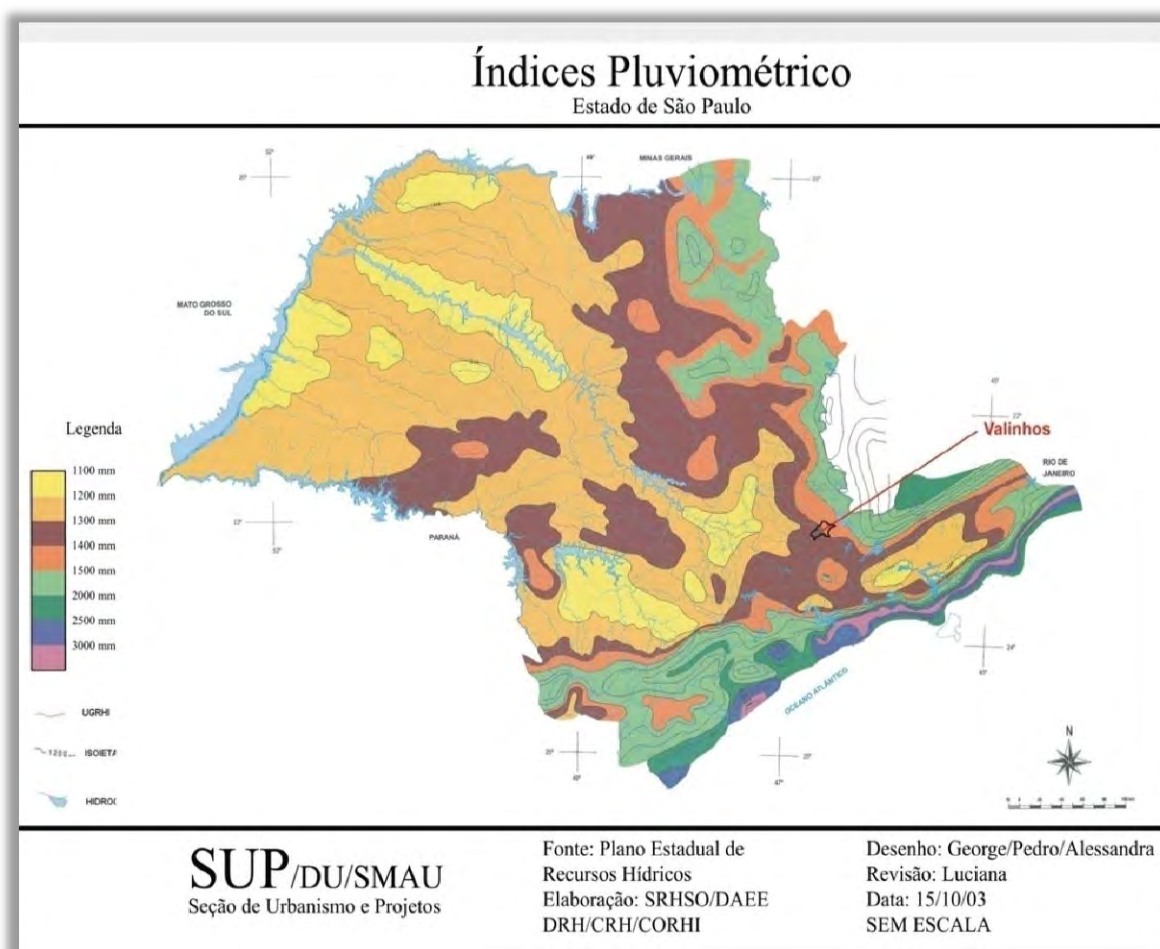 Índices Pluviométrico
Estado de São Paulo
MINAS GERAIS
MATO GROSSO
DO SUL
Valinhos
RIO DE
JANEIRO
PARANÁ
OCEANO ATLÂNTICO
N
Legenda
1100 mm
1200 mm
1300 mm
1400 mm
1500 mm
2000 mm
2500 mm
3000 mm
UGRHI
1200 ISOIETA
HIDROG
SUP/DU/SMAU
Seção de Urbanismo e Projetos
Fonte: Plano Estadual de
Recursos Hídricos
Elaboração: SRHSO/DAEE
DRH/CRH/CORHI
Desenho: George/Pedro/Alessandra
Revisão: Luciana
Data: 15/10/03
SEM ESCALA